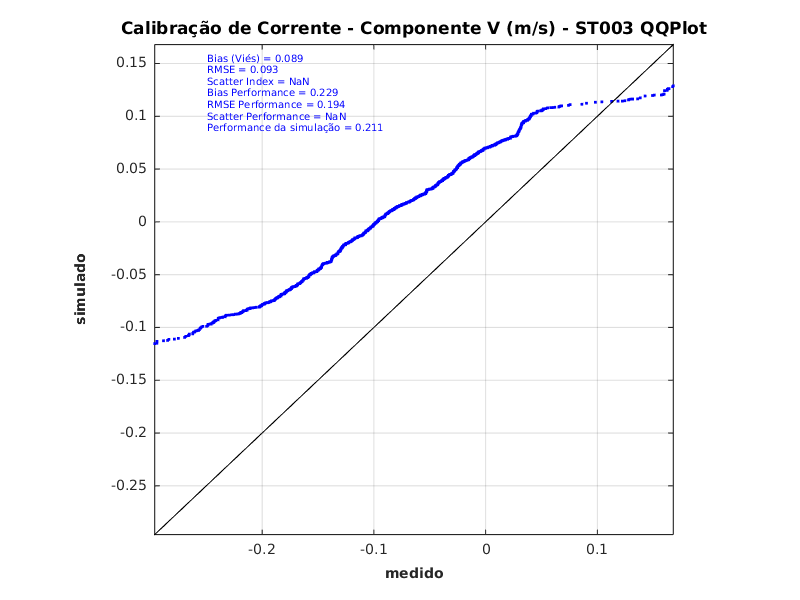 Calibração de Corrente - Componente V (m/s) - ST003 QQPlot
Bias (Viés) = 0.089
RMSE = 0.093
Scatter Index = NaN
Bias Performance = 0.229
RMSE Performance = 0.194
Scatter Performance = NaN
Performance da simulação = 0.211
0.15
0.1
0.05
0
-0.05
-0.1
-0.15
-0.2
-0.25
simulado
-0.2
-0.1
0
0.1
medido